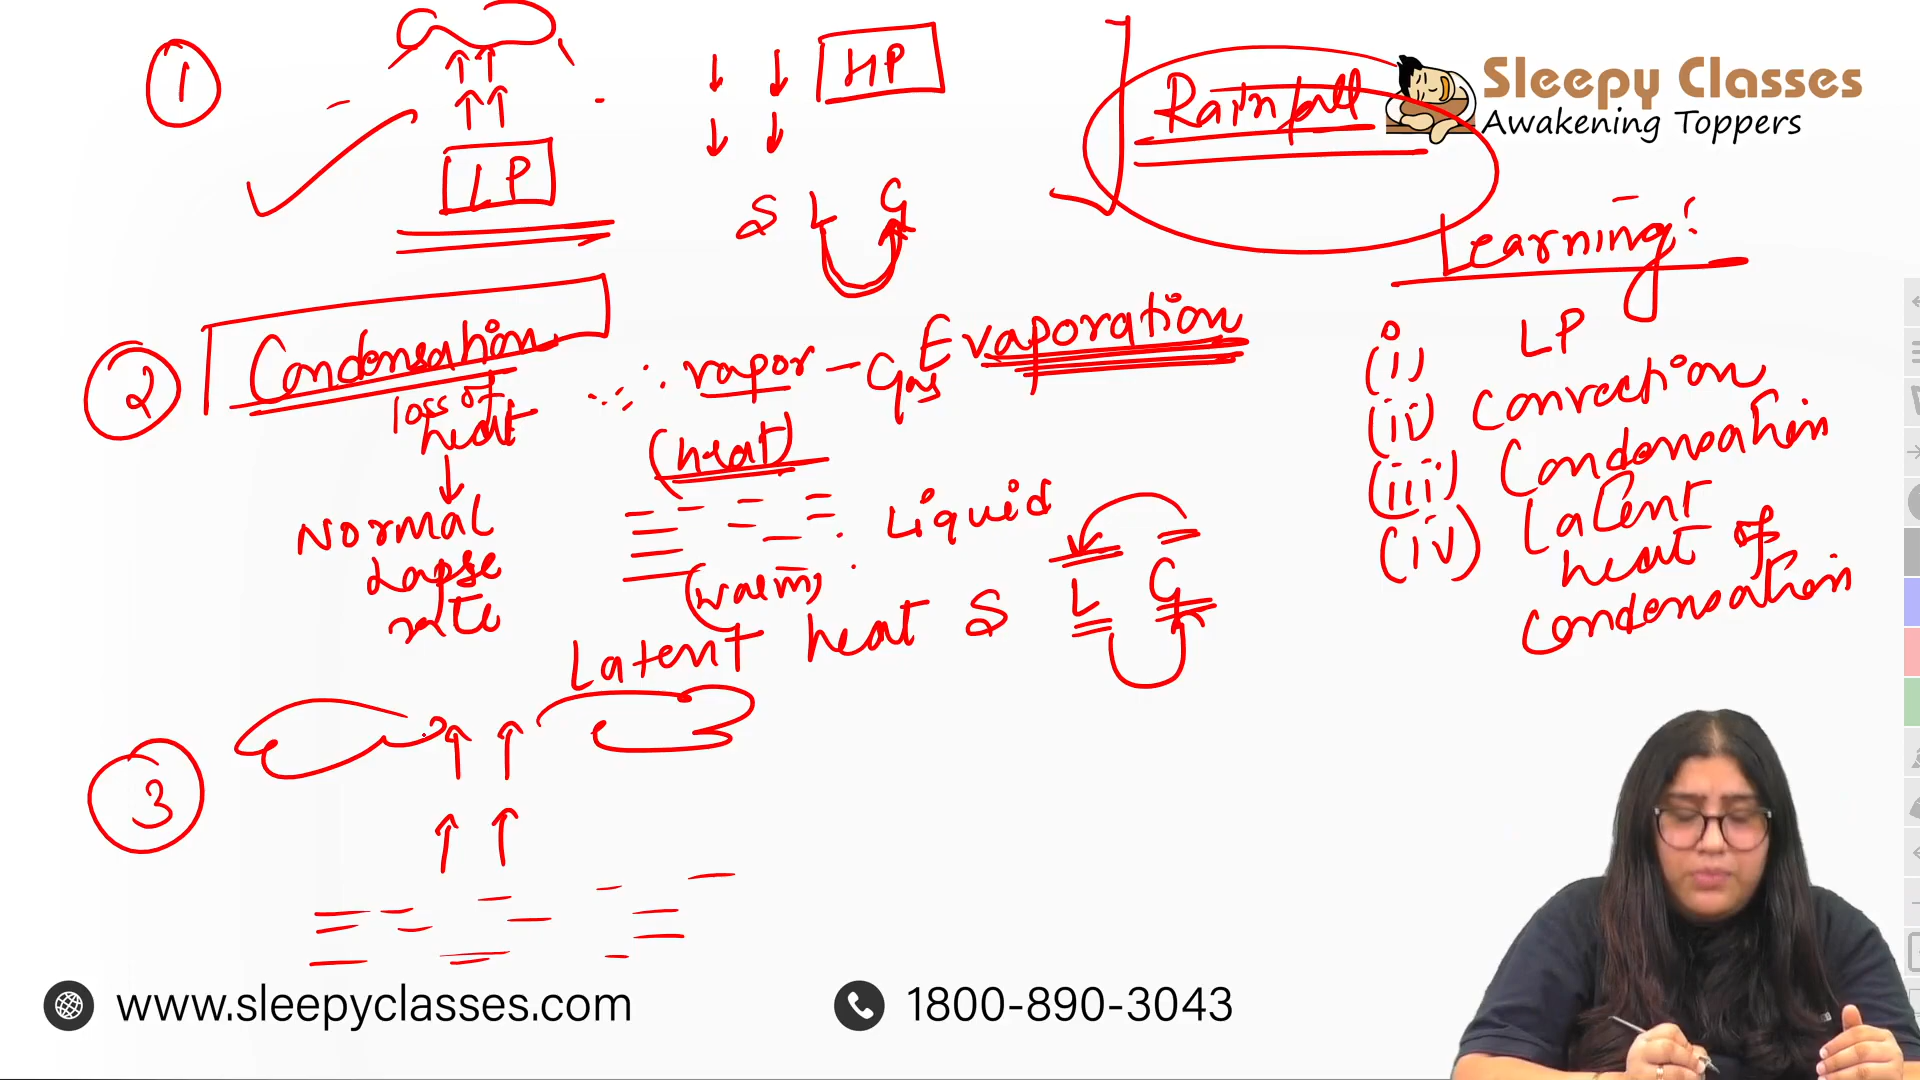 1
LP
HP
Rainfall
Sleepy Classes
Awakening Toppers
S L G
Learning:
(i) LP
(ii) Convection
(iii) Condensation
(iv) Latent
heat of
condensation
2
Condensation
loss of
heat
Normal
Lapse
rate
vapor - Gas
Evaporation
(heat)
Liquid
(warm)
Latent heat S L G
3
www.sleepyclasses.com
1800-890-3043